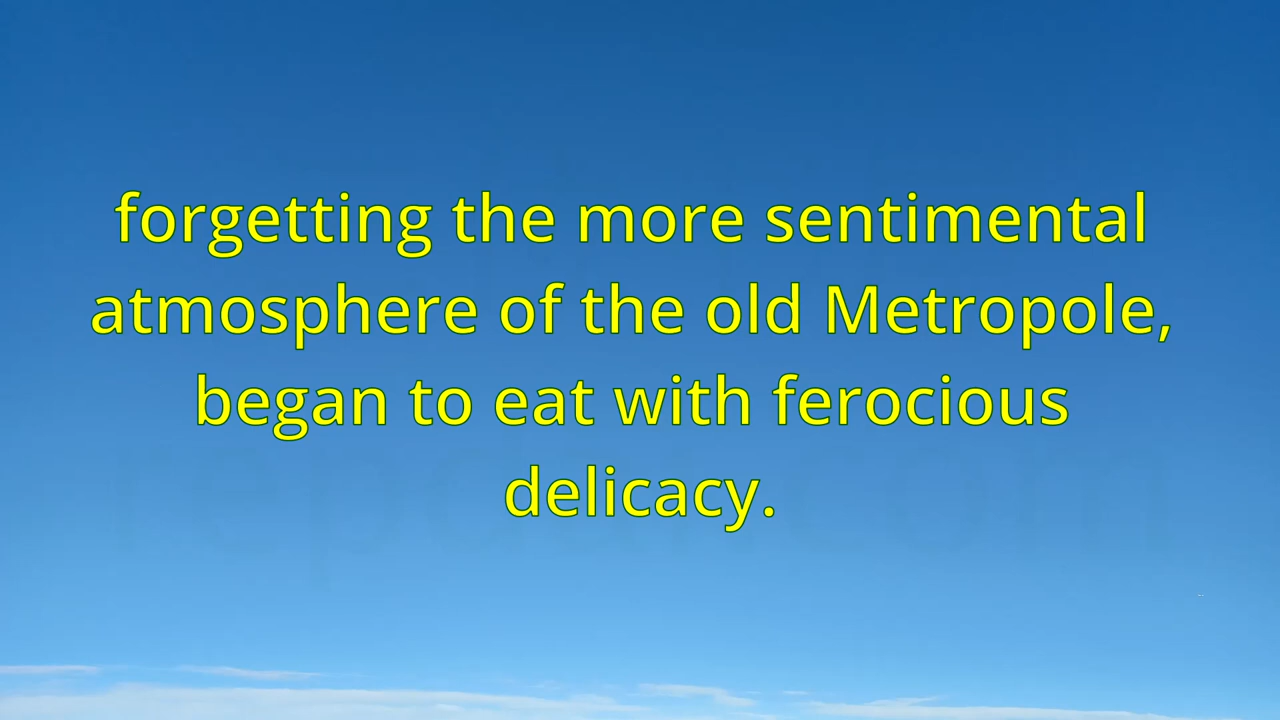 forgetting the more sentimental
atmosphere of the old Metropole,
began to eat with ferocious
delicacy.